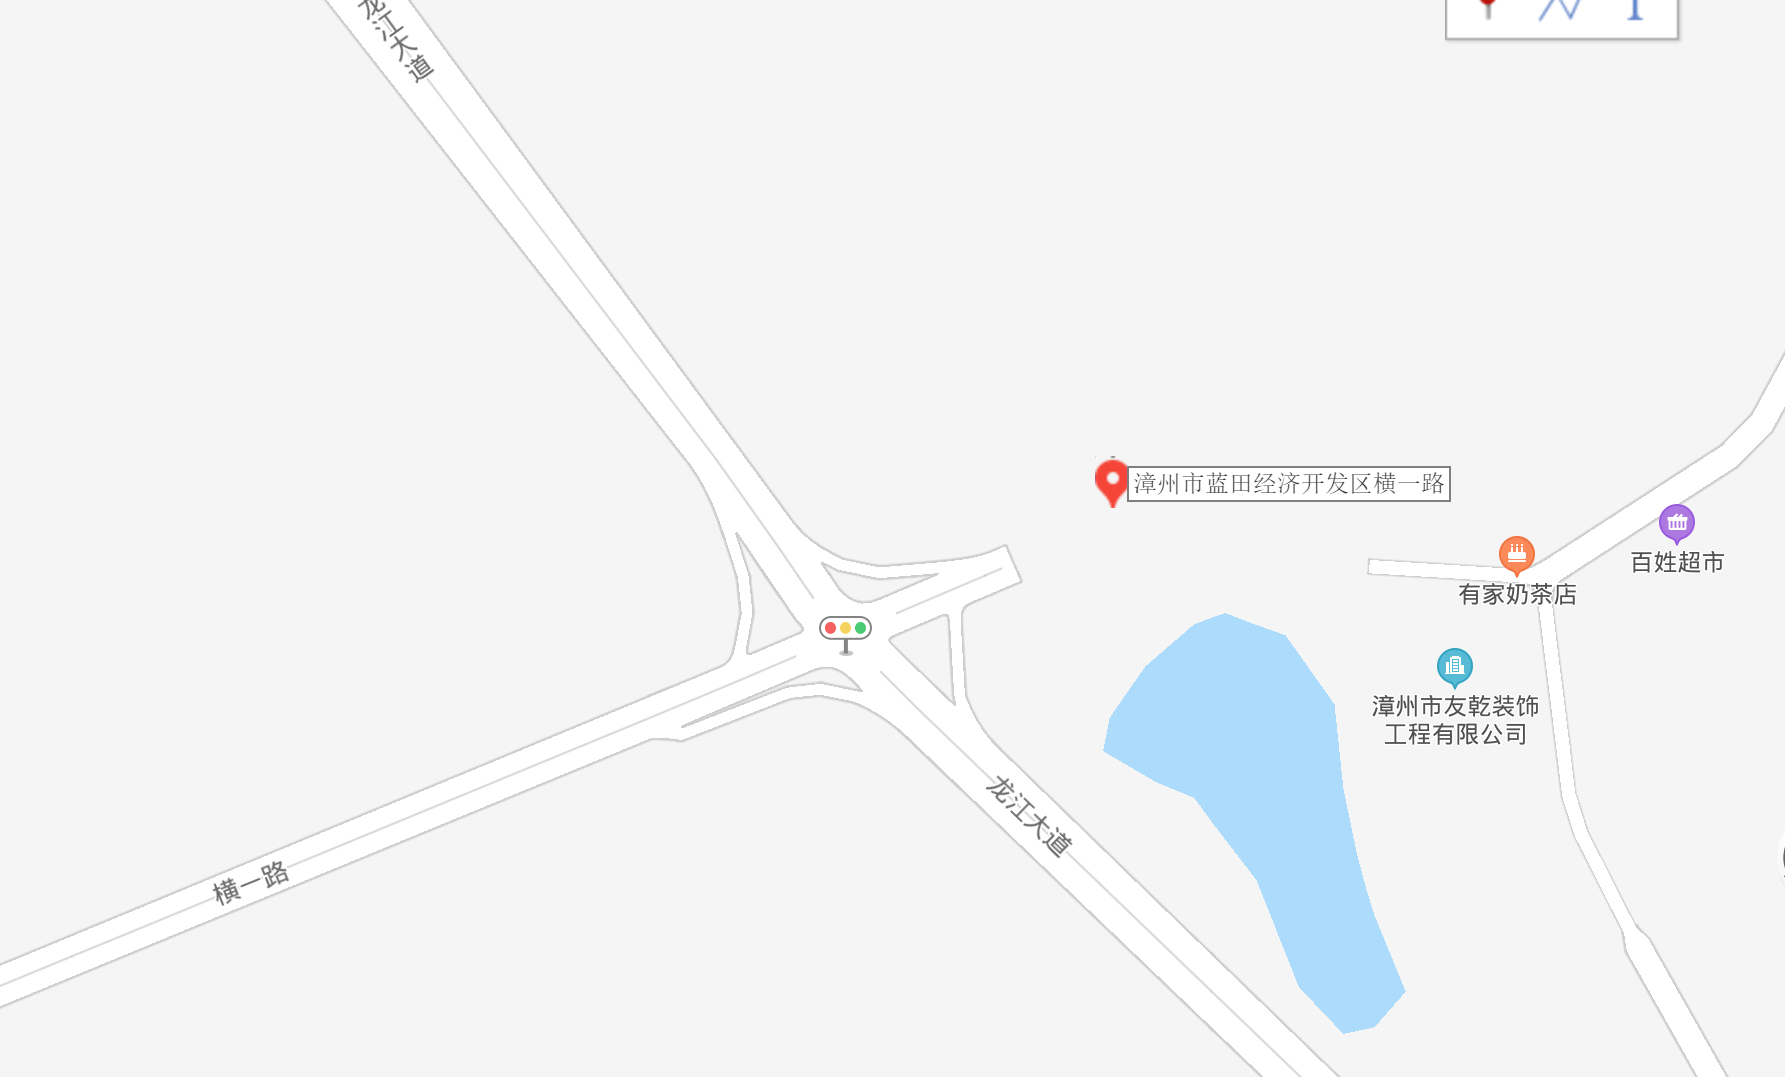 龙江大道
漳州市蓝田经济开发区横一路
百姓超市
有家奶茶店
漳州市友乾装饰
工程有限公司
龙江大道
横一路